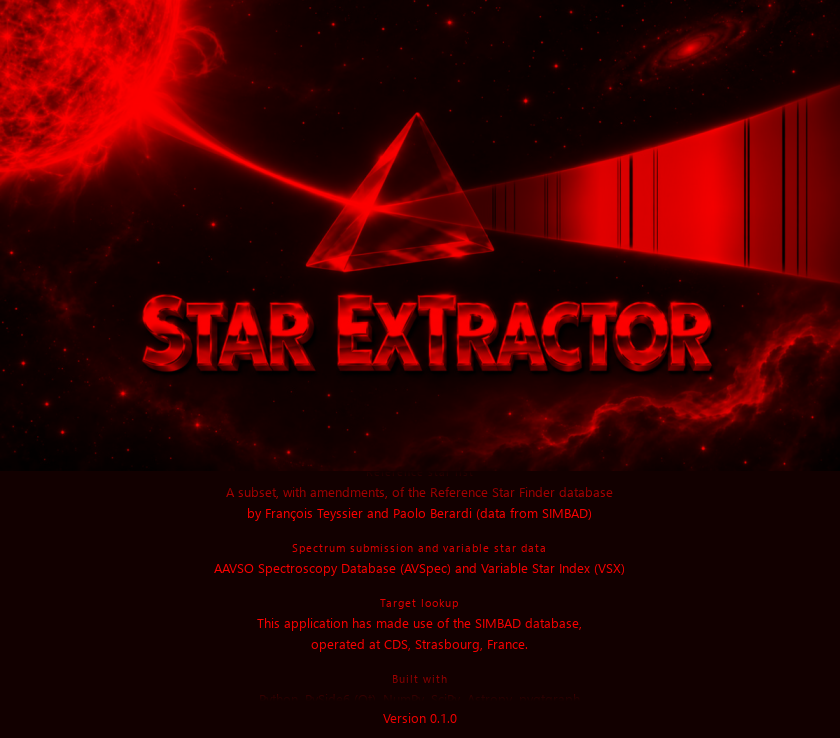 STAR EXTRACTOR
A subset, with amendments, of the Reference Star Finder database
by François Teyssier and Paolo Berardi (data from SIMBAD)
Spectrum submission and variable star data
AAVSO Spectroscopy Database (AVSpec) and Variable Star Index (VSX)
Target lookup
This application has made use of the SIMBAD database,
operated at CDS, Strasbourg, France.
Built with
Version 0.1.0